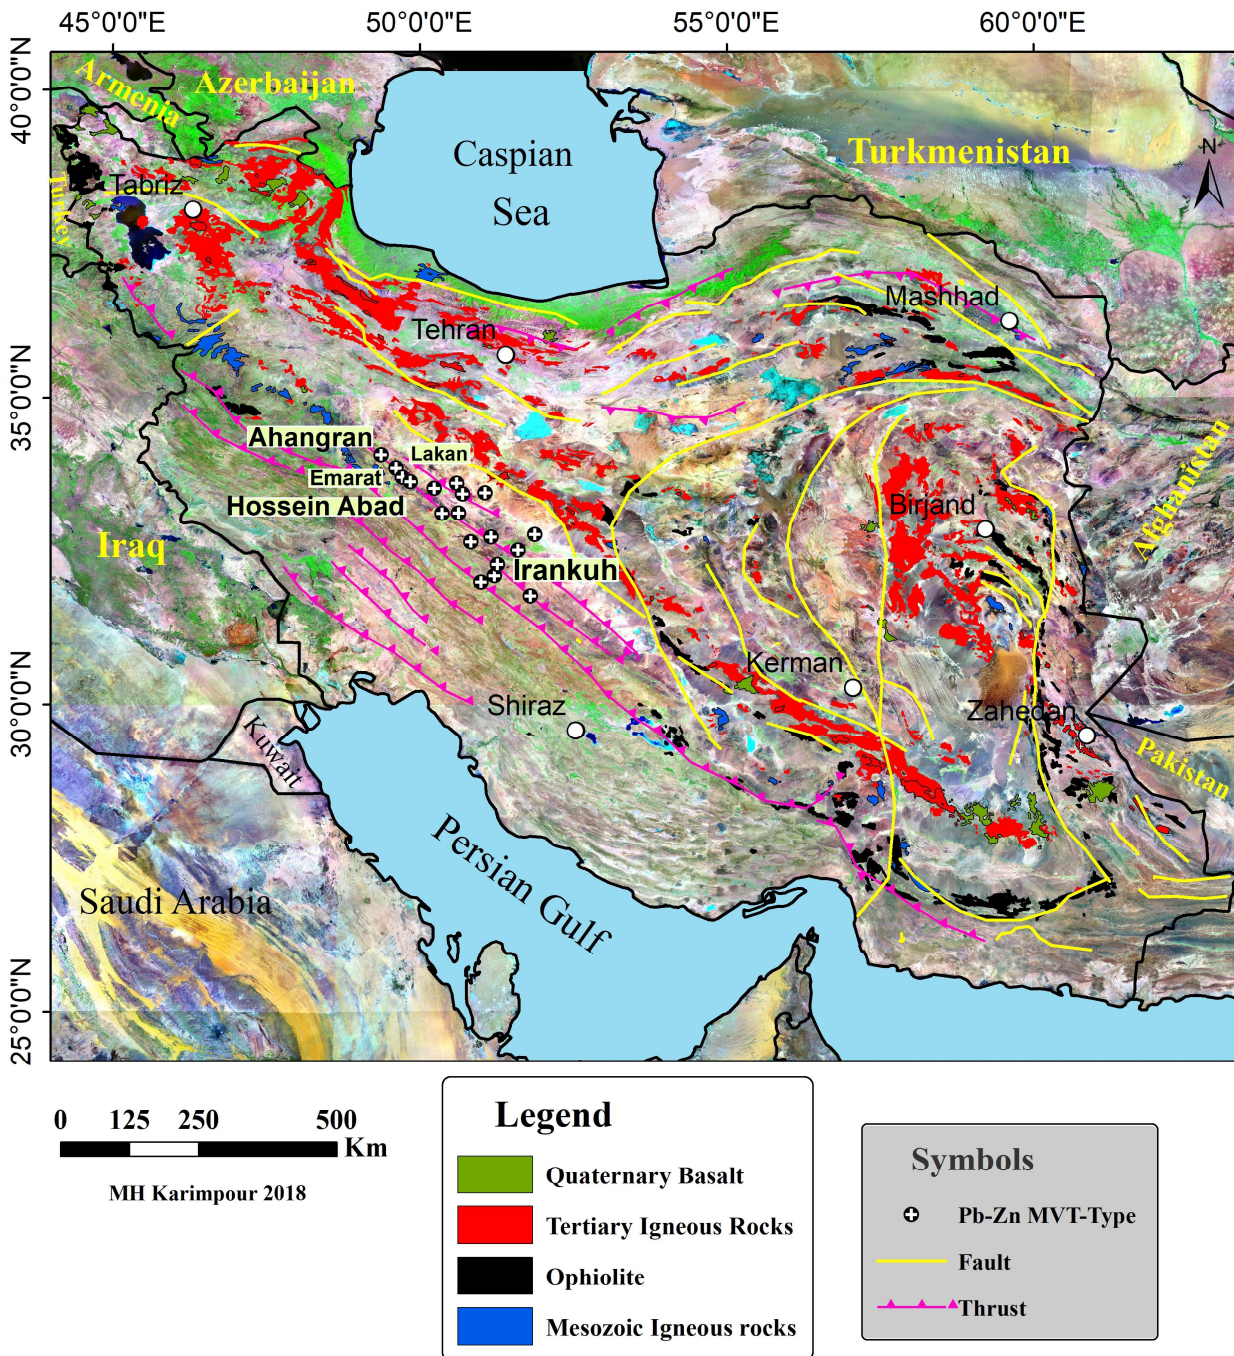 45°0'0"E
50°0'0"E
55°0'0"E
60°0'0"E
40°0'0"N
35°0'0"N
30°0'0"N
25°0'0"N
Armenia
Azerbaijan
Caspian
Sea
Turkmenistan
N
Tabriz
Turkey
Tehran
Mashhad
Ahangran
Lakan
Emarat
Hossein Abad
Iraq
Irankuh
Birjand
Afghanistan
Kerman
Shiraz
Zahedan
Kuwait
Pakistan
Persian Gulf
Saudi Arabia
0 125 250 500
Km
MH Karimpour 2018
Legend
Quaternary Basalt
Tertiary Igneous Rocks
Ophiolite
Mesozoic Igneous rocks
Symbols
Pb-Zn MVT-Type
Fault
Thrust